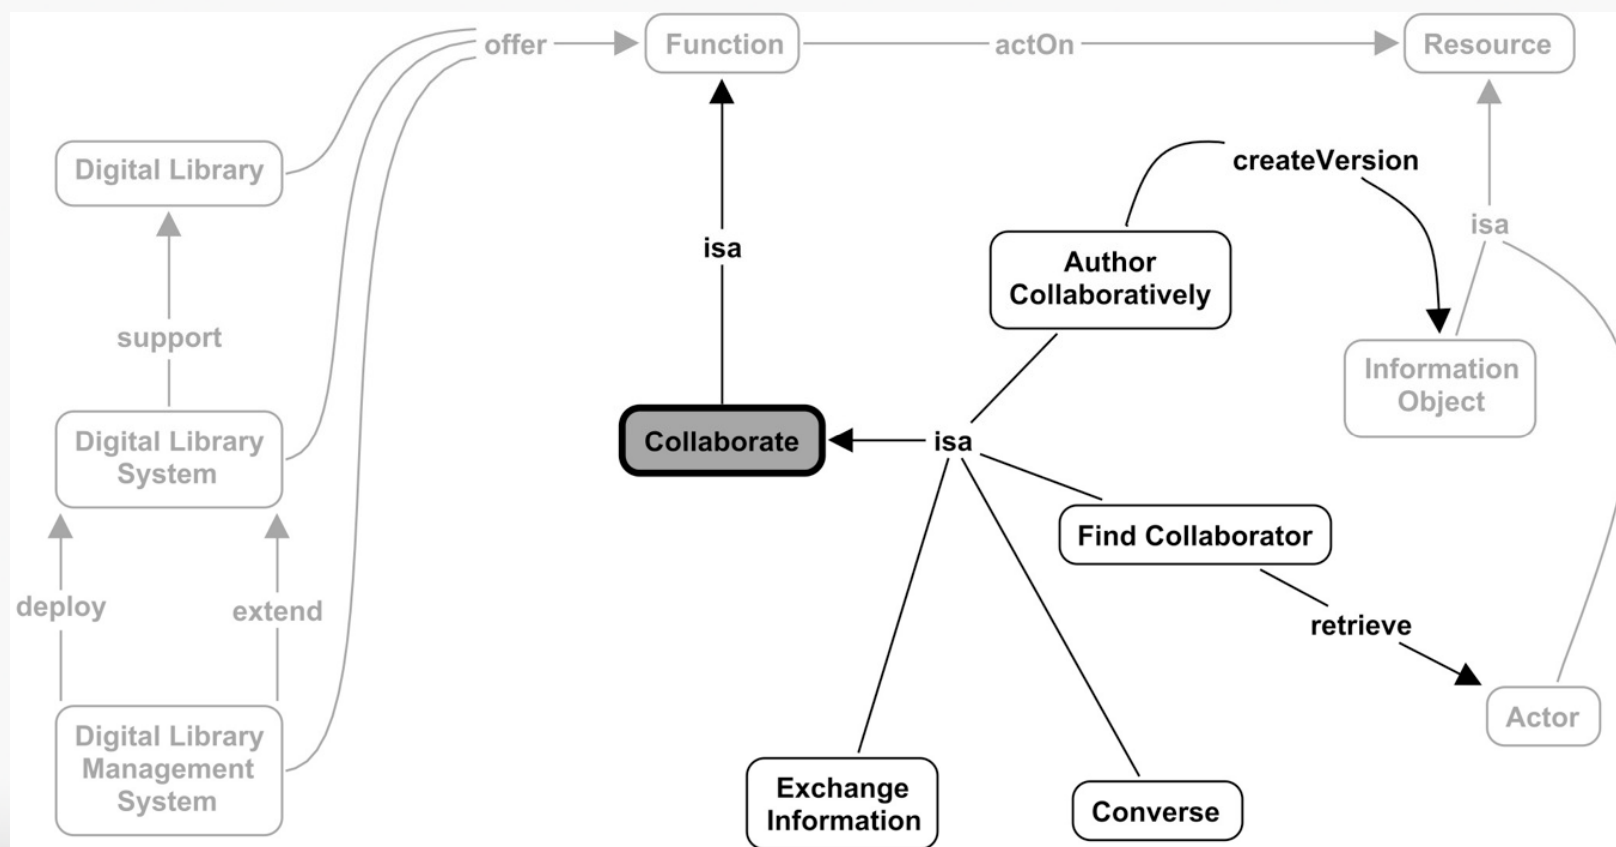 offer
Function
actOn
Resource
Digital Library
createVersion
isa
isa
Author
Collaboratively
support
Information
Object
Digital Library
System
Collaborate
isa
Find Collaborator
deploy
extend
retrieve
Actor
Digital Library
Management
System
Exchange
Information
Converse